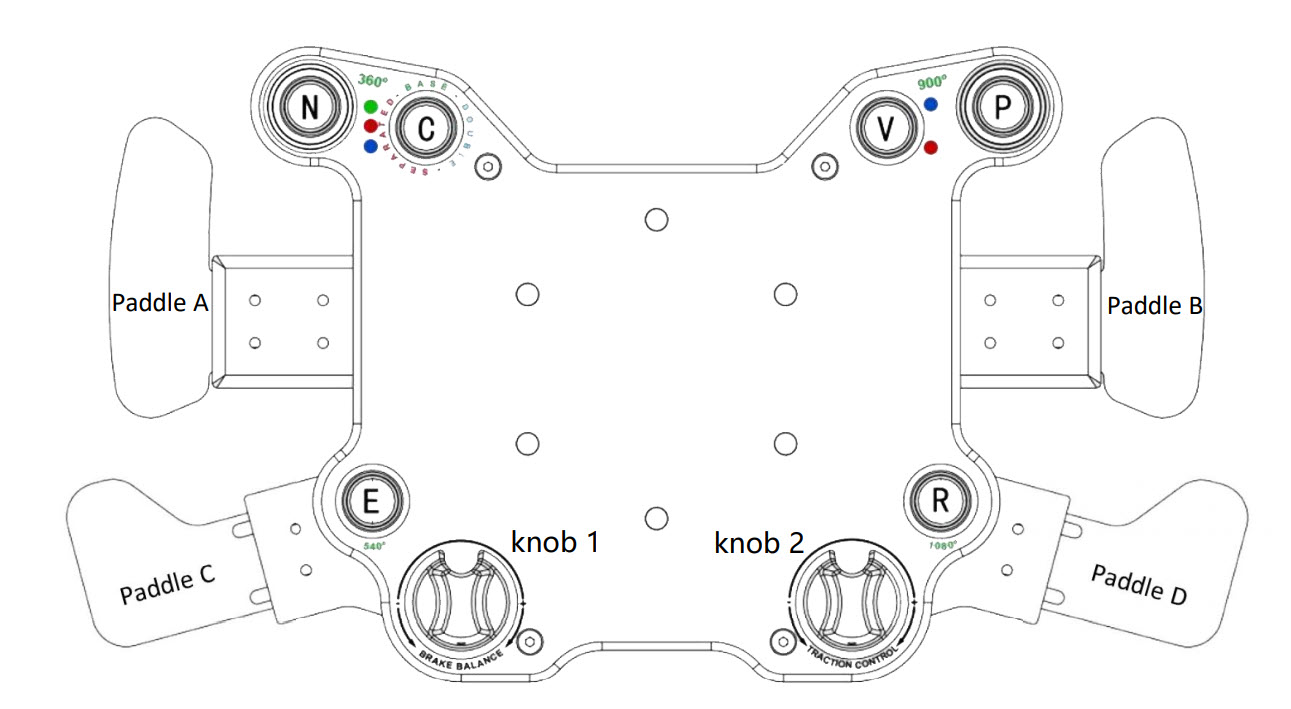 360°
900°
N
C
BASE - DOUBLE - SEPARATED -
V
P
Paddle A
Paddle B
E
R
540°
1080°
knob 1
knob 2
Paddle C
Paddle D
- +
- +
BRAKE BALANCE
TRACTION CONTROL